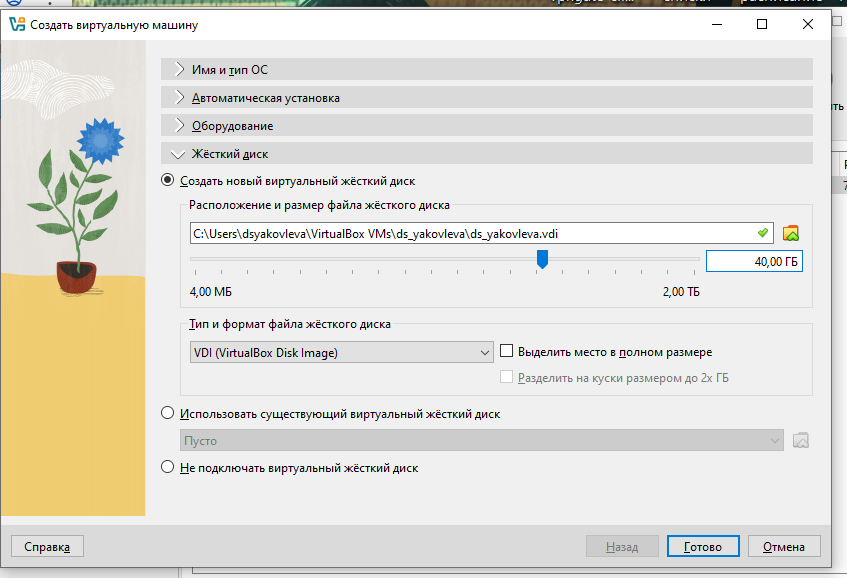 Создать виртуальную машину
Имя и тип ОС
Автоматическая установка
Оборудование
Жёсткий диск
Создать новый виртуальный жёсткий диск
Расположение и размер файла жёсткого диска
C:\Users\dsyakovleva\VirtualBox VMs\ds_yakovleva\ds_yakovleva.vdi
40,00 ГБ
4,00 МБ 2,00 ТБ
Тип и формат файла жёсткого диска
VDI (VirtualBox Disk Image) Выделить место в полном размере
Разделить на куски размером до 2х ГБ
Использовать существующий виртуальный жёсткий диск
Пусто
Не подключать виртуальный жёсткий диск
Справка Назад Готово Отмена